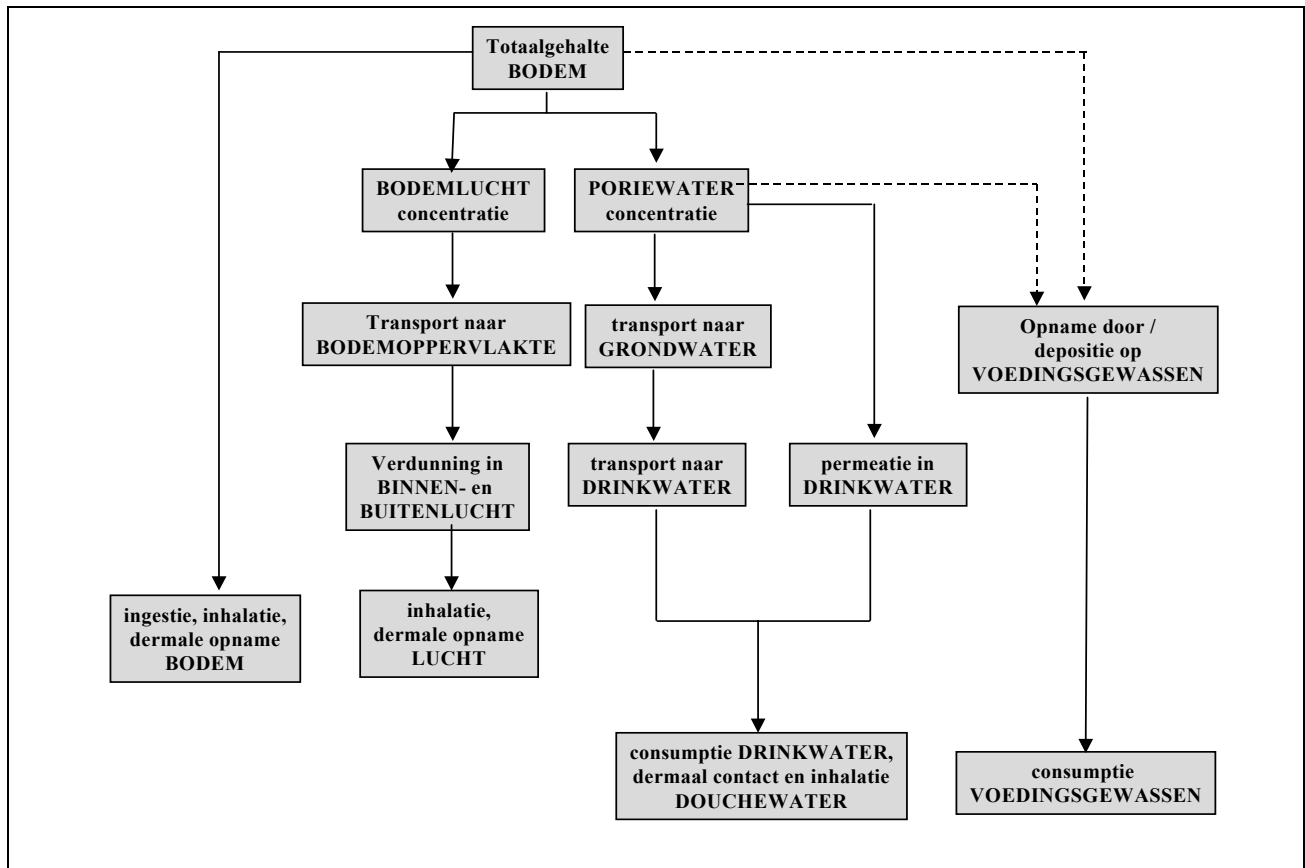 Totaalgehalte
BODEM
BODEMLUCHT
concentratie
PORIEWATER
concentratie
Transport naar
BODEMOPPERVLAKTE
transport naar
GRONDWATER
Opname door /
depositie op
VOEDINGSGEWASSEN
Verdunning in
BINNEN- en
BUITENLUCHT
transport naar
DRINKWATER
permeatie in
DRINKWATER
ingestie, inhalatie,
dermale opname
BODEM
inhalatie,
dermale opname
LUCHT
consumptie DRINKWATER,
dermaal contact en inhalatie
DOUCHEWATER
consumptie
VOEDINGSGEWASSEN